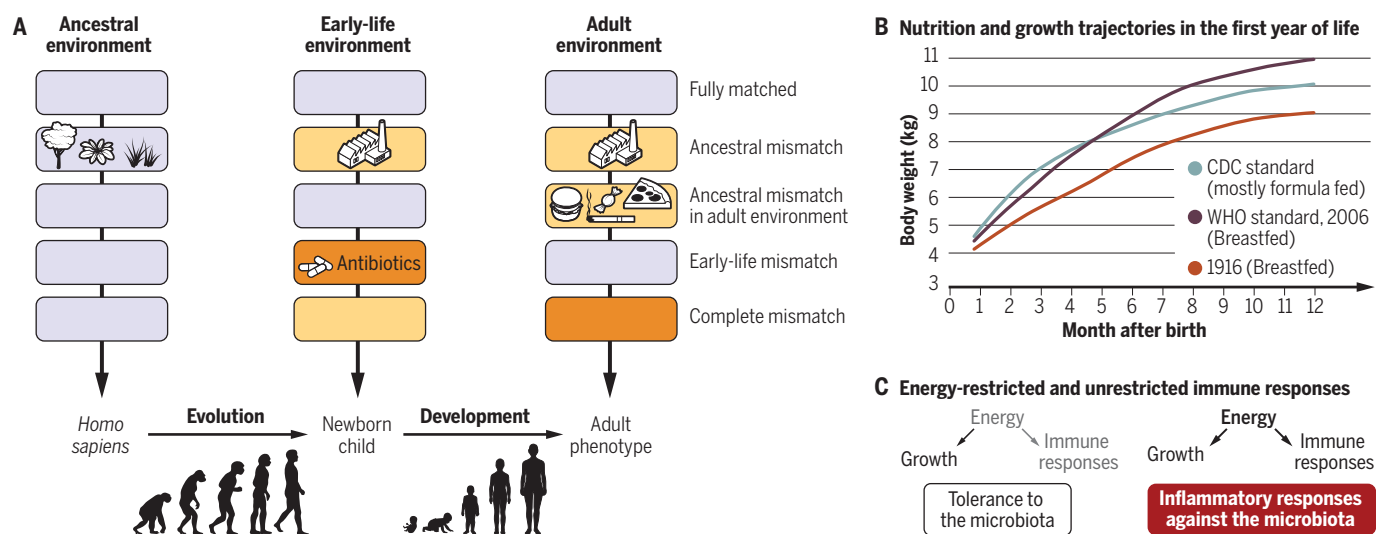 A
Ancestral
environment
Early-life
environment
Adult
environment
Fully matched
Ancestral mismatch
Ancestral mismatch
in adult environment
Antibiotics
Early-life mismatch
Complete mismatch
Homo
sapiens
Evolution
Newborn
child
Development
Adult
phenotype
B Nutrition and growth trajectories in the first year of life
Body weight (kg)
11
10
9
8
7
6
5
4
3
CDC standard
(mostly formula fed)
WHO standard, 2006
(Breastfed)
1916 (Breastfed)
0 1 2 3 4 5 6 7 8 9 10 11 12
Month after birth
C Energy-restricted and unrestricted immune responses
Energy
Growth
Immune
responses
Tolerance to
the microbiota
Energy
Growth
Immune
responses
Inflammatory responses
against the microbiota